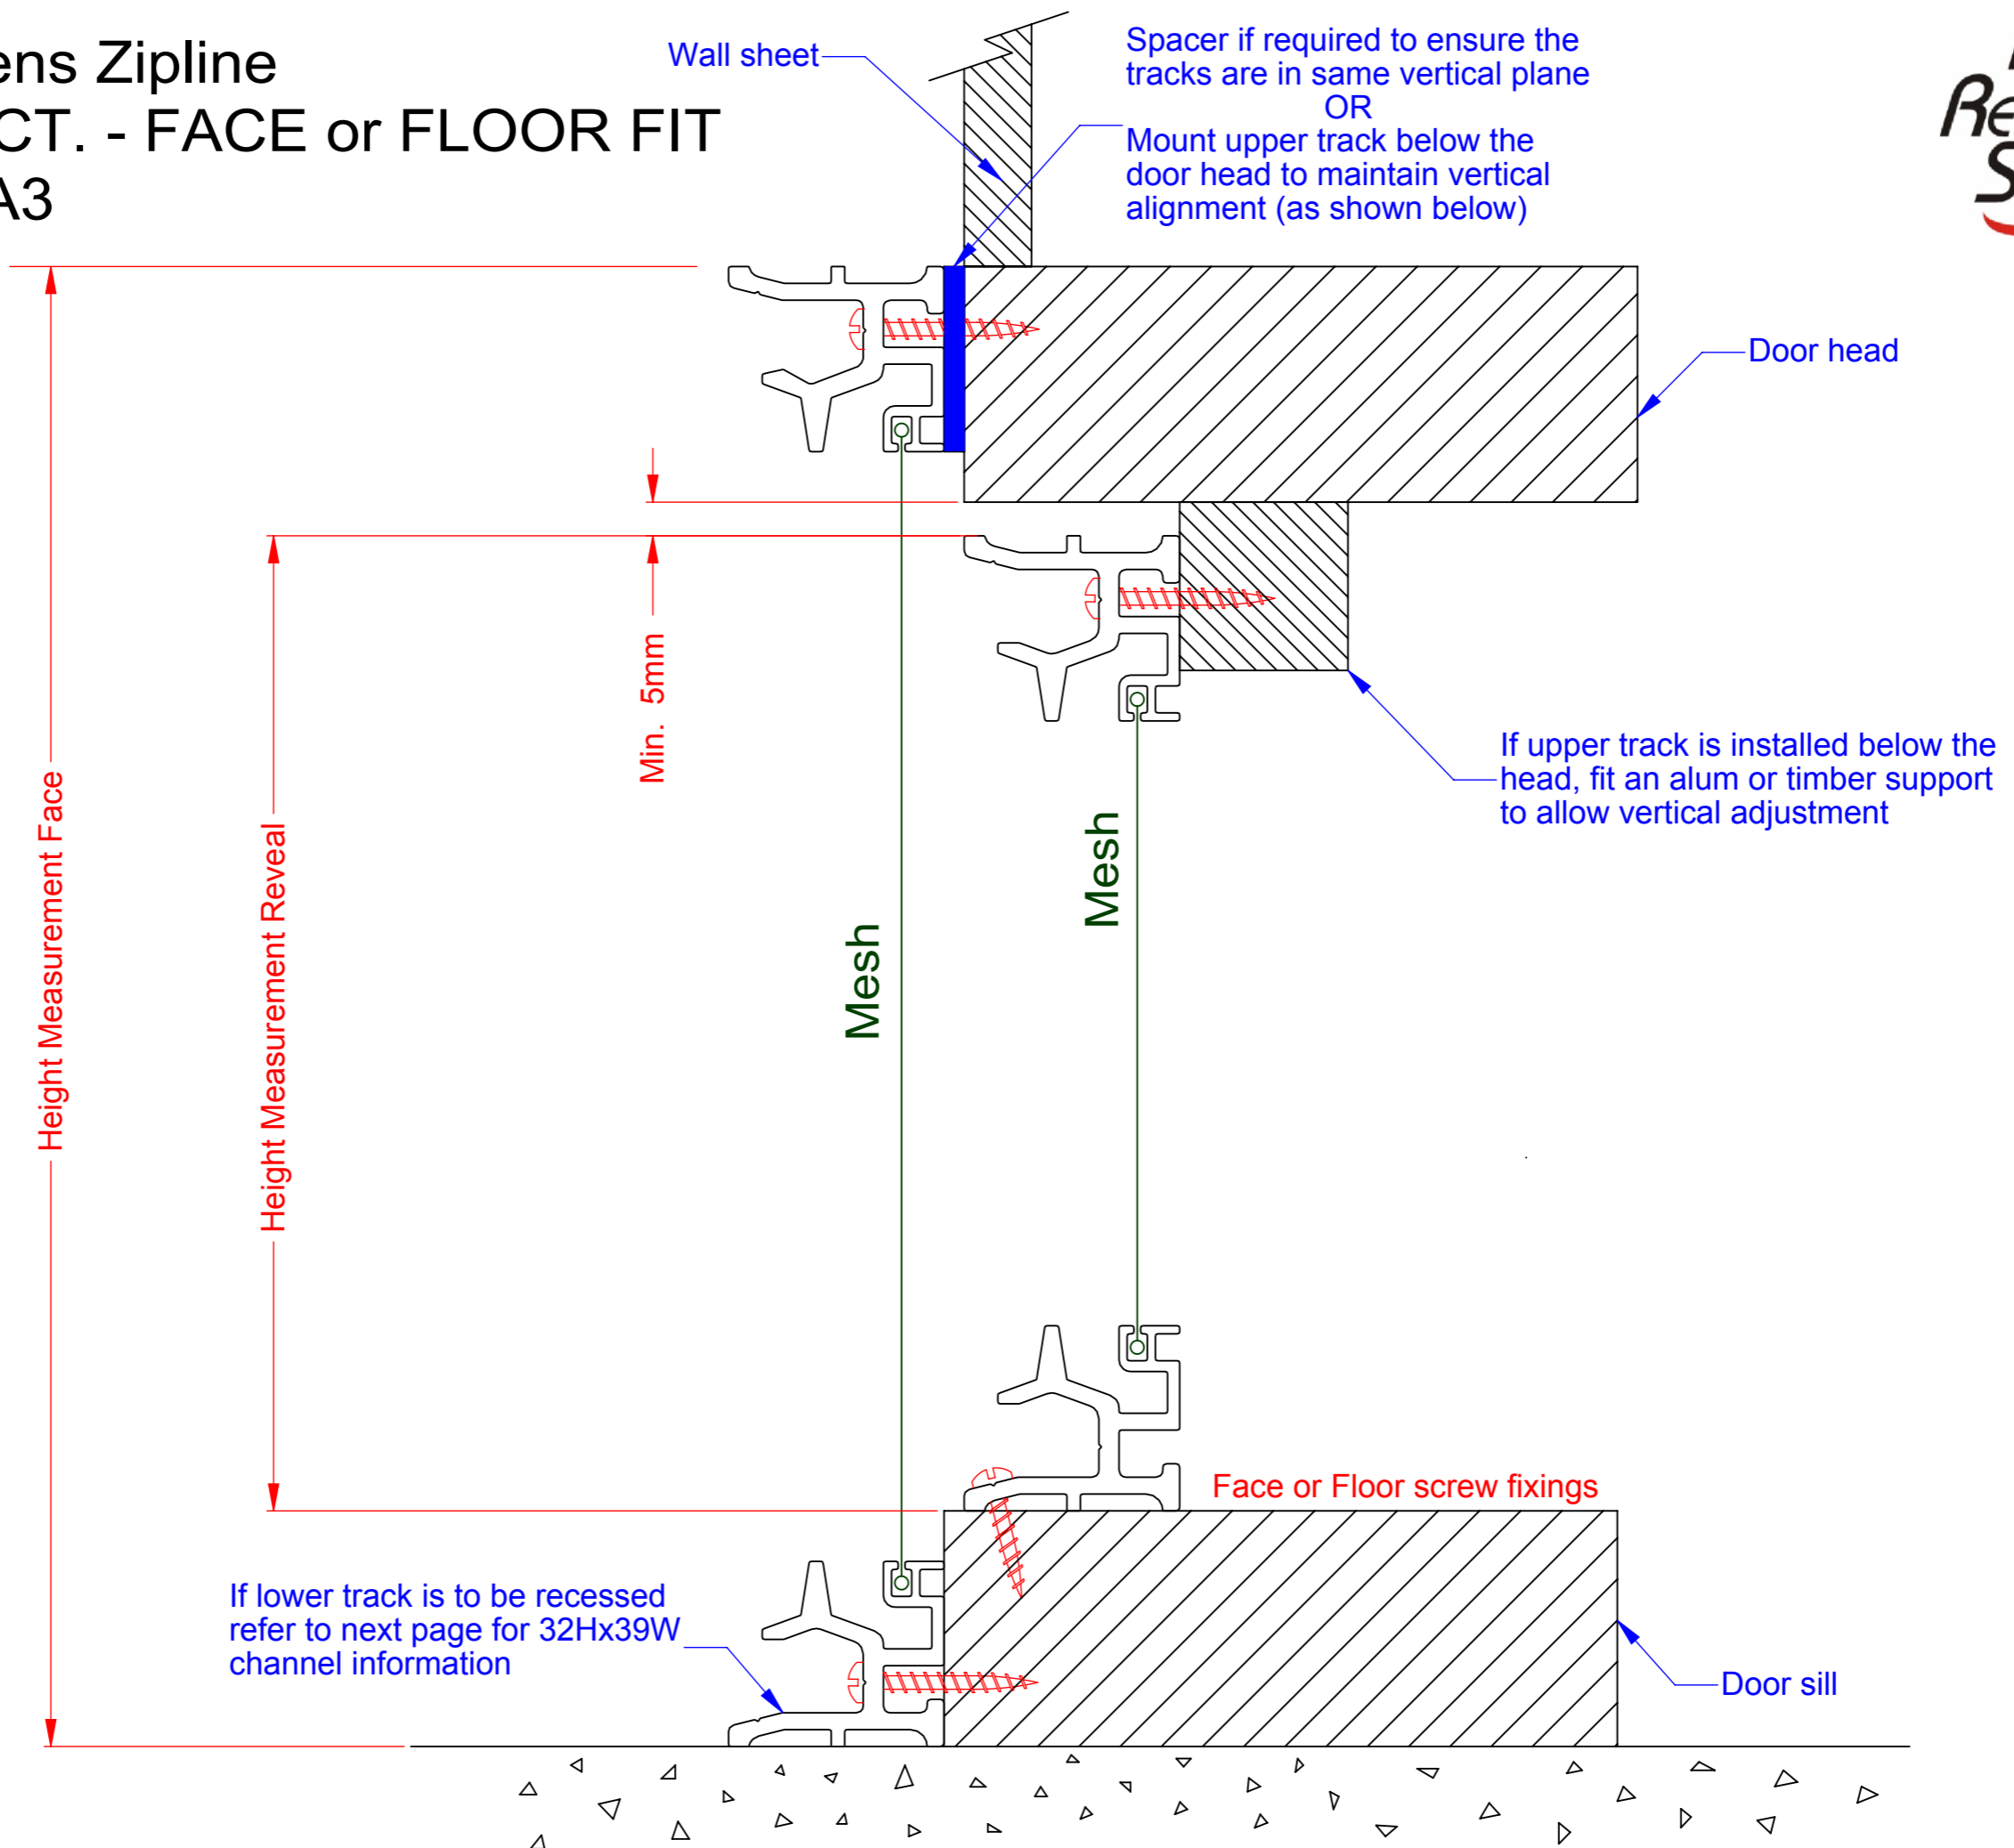 ens Zipline
CT. - FACE or FLOOR FIT
A3
Wall sheet
Spacer if required to ensure the
tracks are in same vertical plane
OR
Mount upper track below the
door head to maintain vertical
alignment (as shown below)
Door head
Min. 5mm
Height Measurement Face
Height Measurement Reveal
If upper track is installed below the
head, fit an alum or timber support
to allow vertical adjustment
Mesh
Mesh
Face or Floor screw fixings
If lower track is to be recessed
refer to next page for 32Hx39W
channel information
Door sill